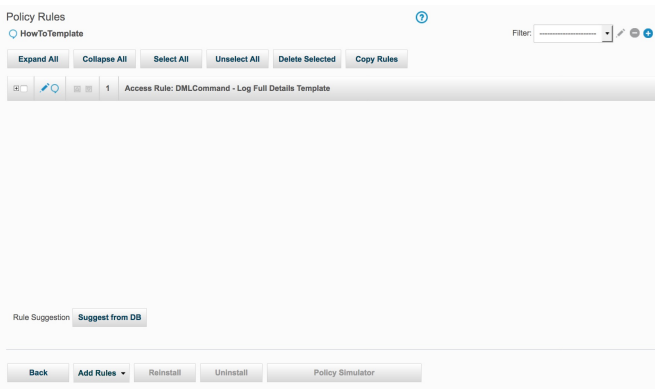 Policy Rules
HowToTemplate
Filter: --------------------
Expand All Collapse All Select All Unselect All Delete Selected Copy Rules
1 Access Rule: DMLCommand - Log Full Details Template
Rule Suggestion Suggest from DB
Back Add Rules Reinstall Uninstall Policy Simulator